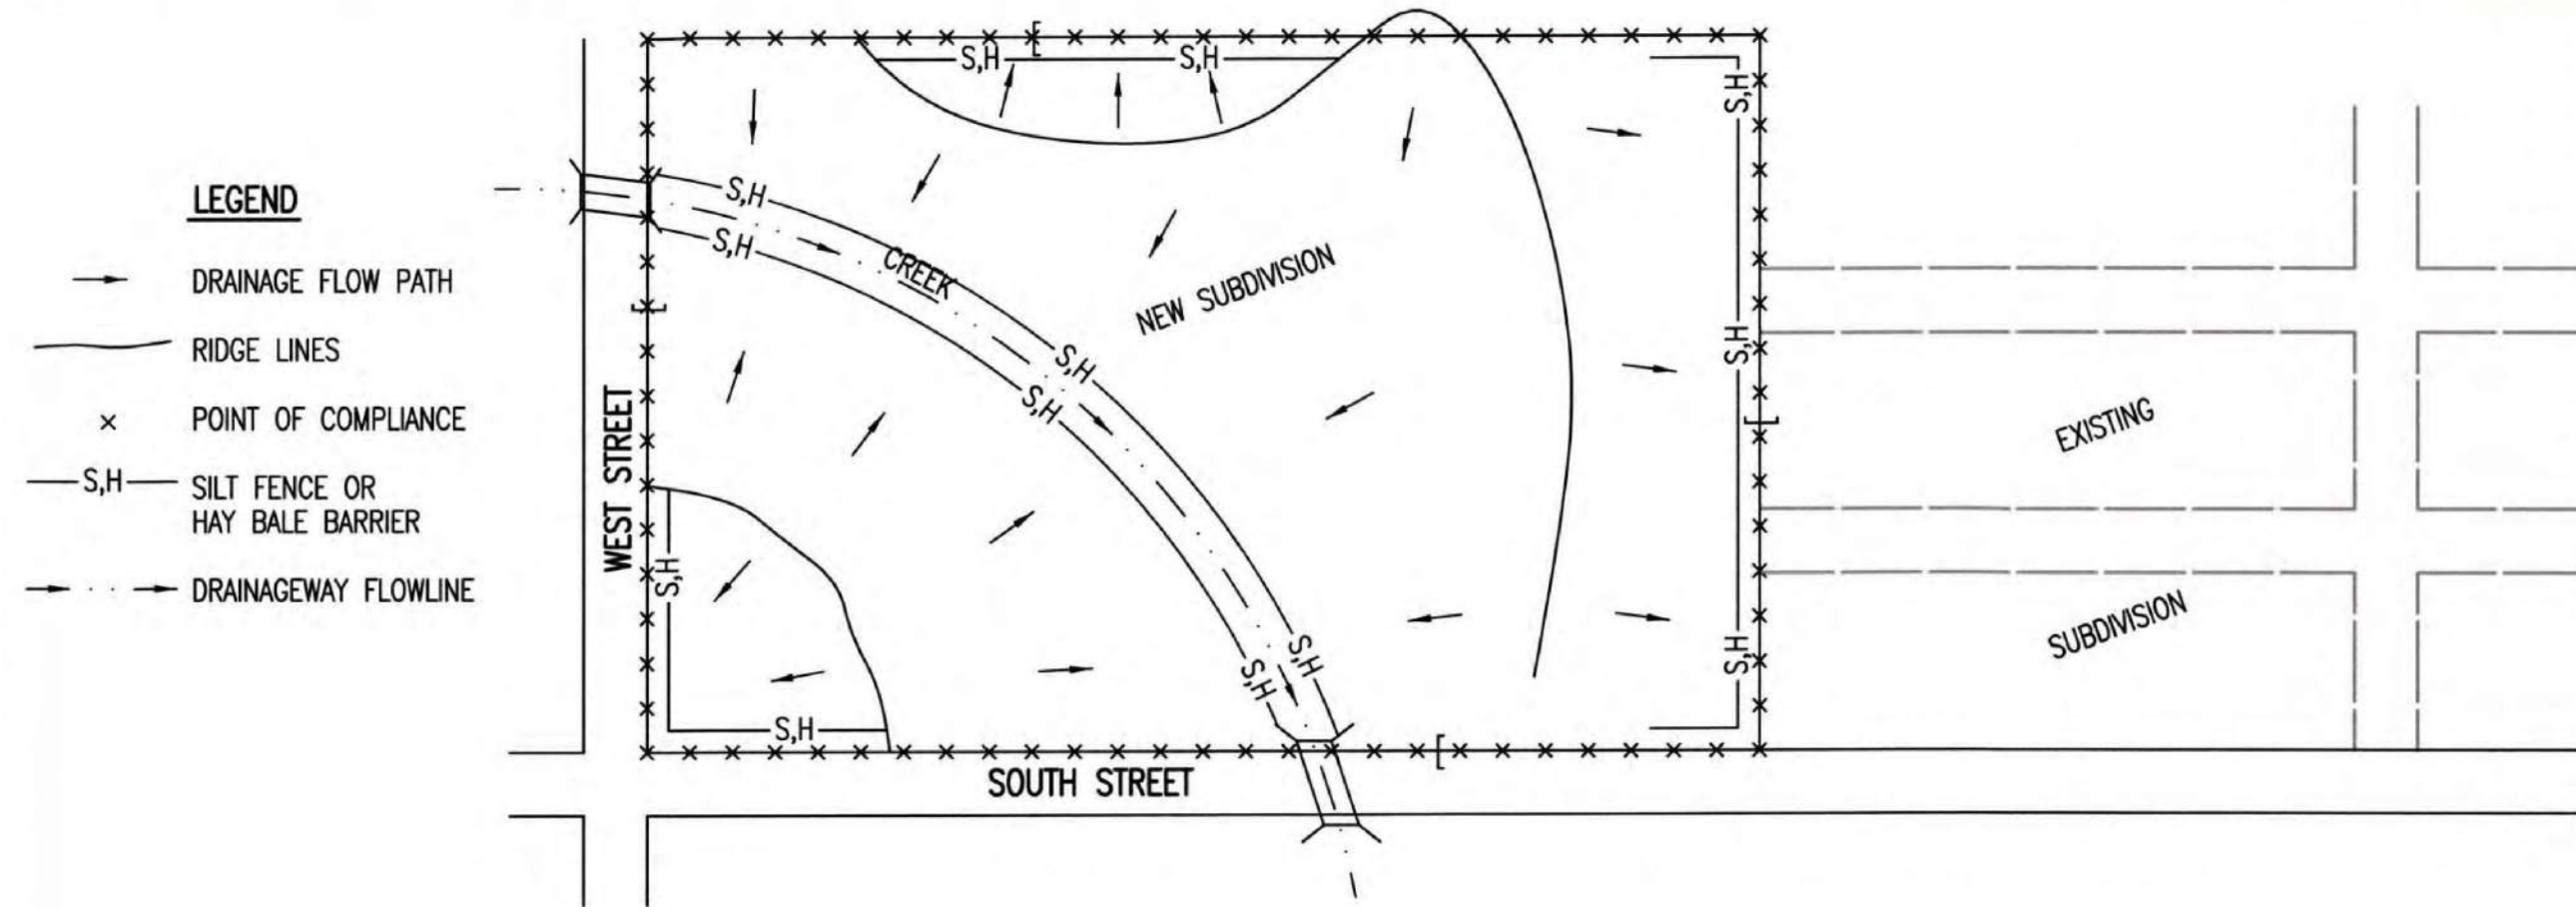 LEGEND
DRAINAGE FLOW PATH
RIDGE LINES
× POINT OF COMPLIANCE
S,H SILT FENCE OR
HAY BALE BARRIER
DRAINAGEWAY FLOWLINE
S,H
S,H
S,H
S,H
CREEK
NEW SUBDIVISION
S,H
S,H
S,H
S,H
WEST STREET
S,H
S,H
S,H
S,H
S,H
S,H
SOUTH STREET
EXISTING
SUBDIVISION